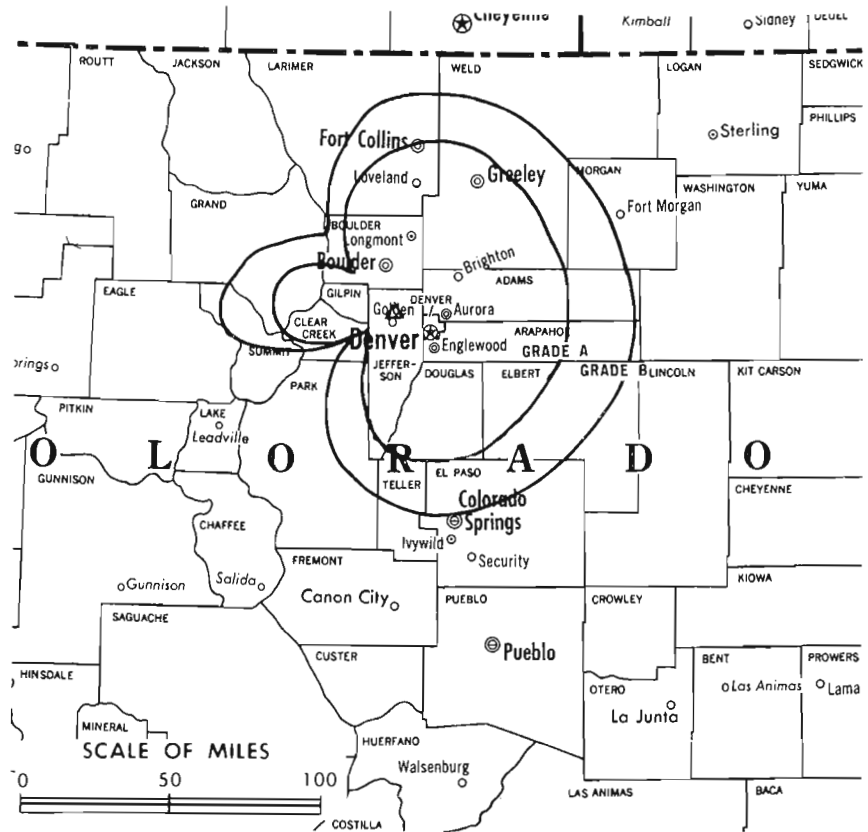 Cheyenne
Kimball
Sidney
DEUEL
ROUTT
JACKSON
LARIMER
WELD
LOGAN
SEDGWICK
PHILLIPS
Fort Collins
Sterling
Loveland
Greeley
MORGAN
WASHINGTON
YUMA
GRAND
Fort Morgan
BOULDER
Longmont
Boulder
Brighton
EAGLE
GILPIN
ADAMS
DENVER
Golden
Aurora
CLEAR
CREEK
ARAPAHOE
Denver
Englewood
GRADE A
SUMMIT
JEFFER-
SON
DOUGLAS
ELBERT
GRADE B
LINCOLN
KIT CARSON
PARK
PITKIN
LAKE
Leadville
O L O R A D O
GUNNISON
TELLER
EL PASO
CHEYENNE
Colorado
Springs
CHAFFEE
Ivywild
Security
FREMONT
Gunnison
Salida
KIOWA
Canon City
PUEBLO
CROWLEY
SAGUACHE
Pueblo
CUSTER
BENT
PROWERS
HINSDALE
OTERO
Las Animas
Lama
La Junta
MINERAL
HUERFANO
SCALE OF MILES
Walsenburg
0 50 100
LAS ANIMAS
BACA
COSTILLA